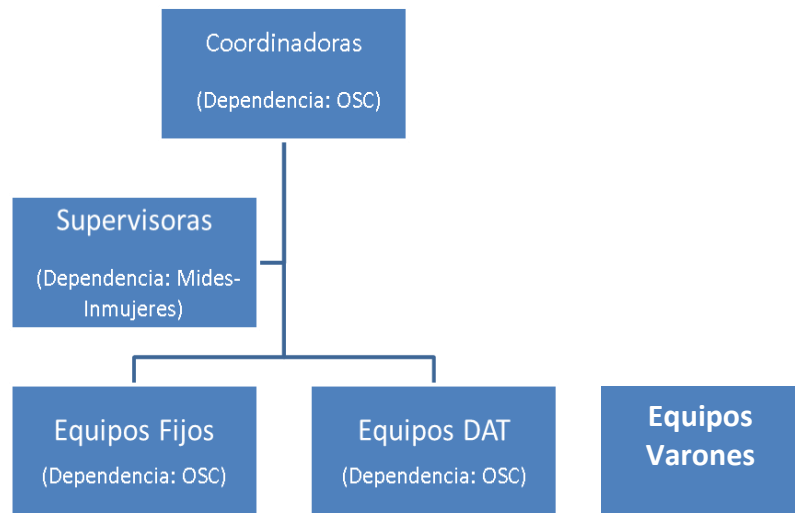 Coordinadoras
(Dependencia: OSC)
Supervisoras
(Dependencia: Mides-
Inmujeres)
Equipos Fijos
(Dependencia: OSC)
Equipos DAT
(Dependencia: OSC)
Equipos
Varones